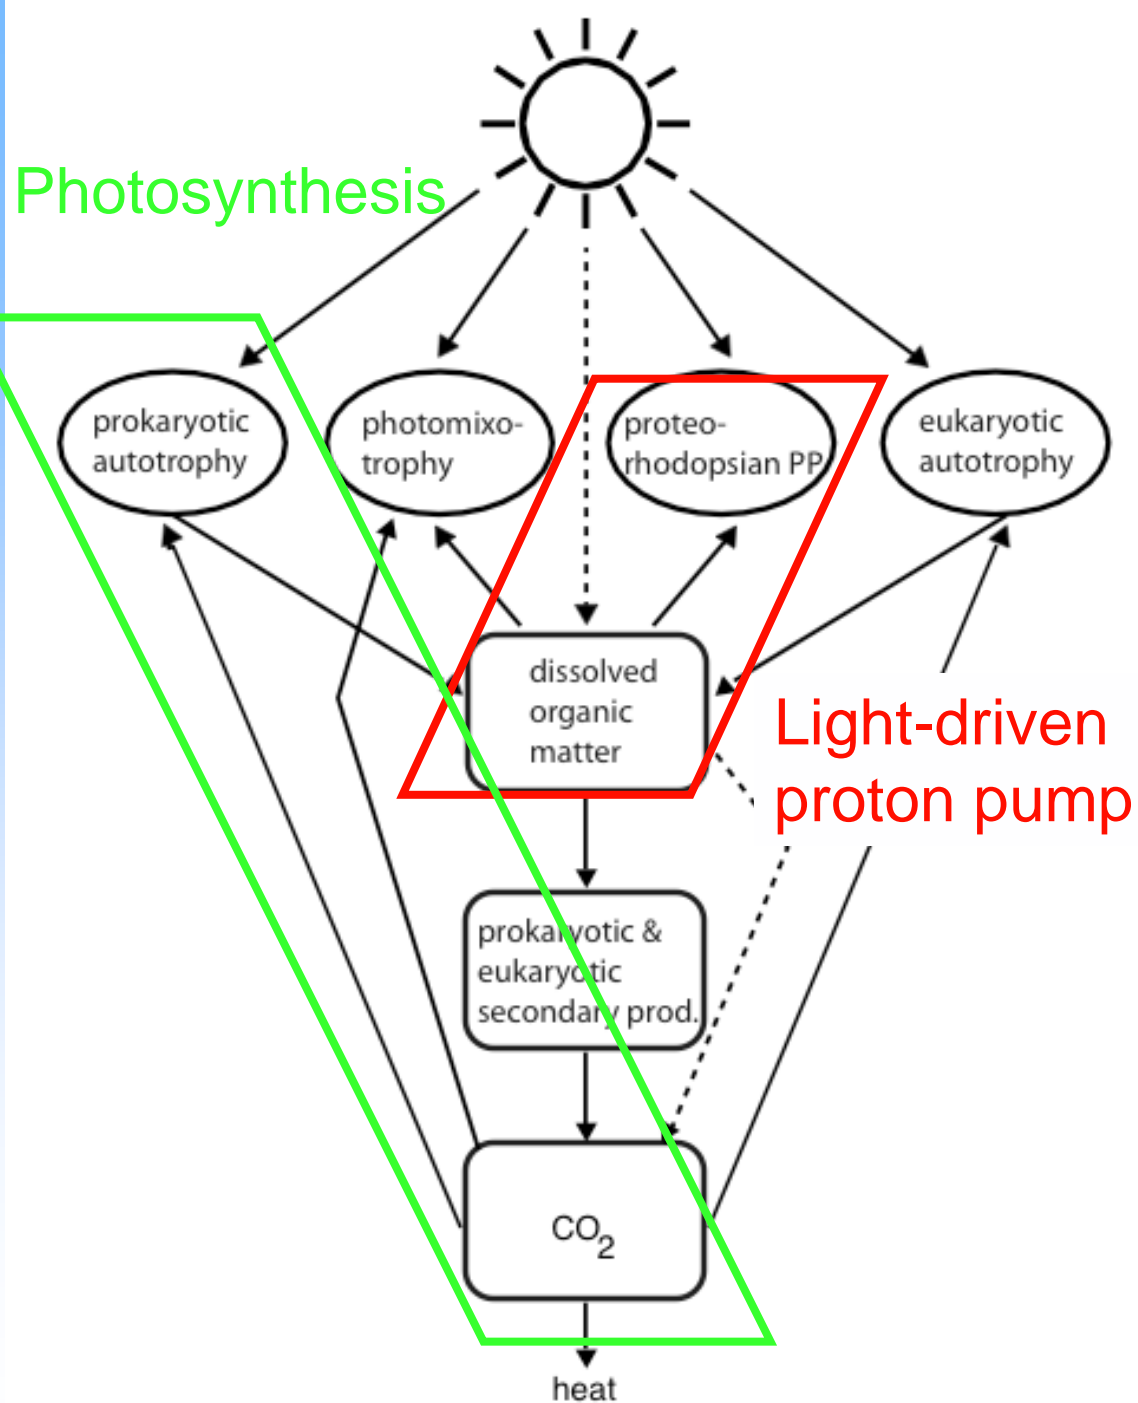 Photosynthesis
prokaryotic
autotrophy
photomixo-
trophy
proteo-
rhodopsian PP
eukaryotic
autotrophy
dissolved
organic
matter
Light-driven
proton pump
prokaryotic &
eukaryotic
secondary prod.
CO₂
heat